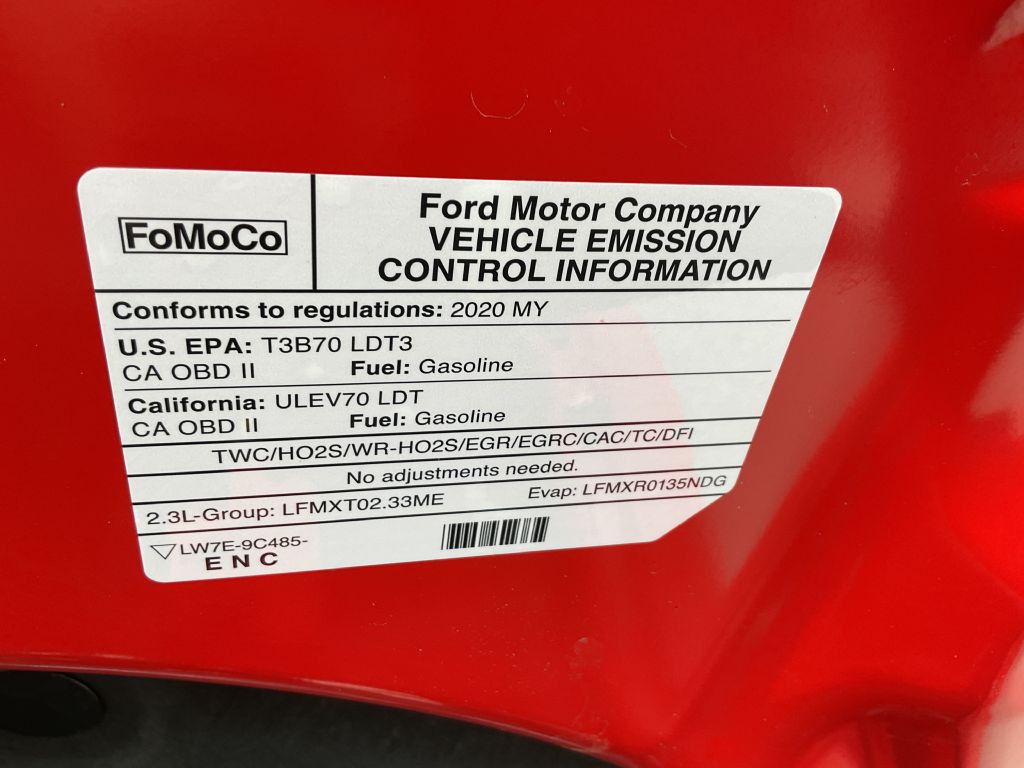 FoMoCo
Ford Motor Company
VEHICLE EMISSION
CONTROL INFORMATION
Conforms to regulations: 2020 MY
U.S. EPA: T3B70 LDT3
CA OBD II Fuel: Gasoline
California: ULEV70 LDT
CA OBD II Fuel: Gasoline
TWC/HO2S/WR-HO2S/EGR/EGRC/CAC/TC/DFI
No adjustments needed.
2.3L-Group: LFMXT02.33ME Evap: LFMXR0135NDG
LW7E-9C485-
E N C